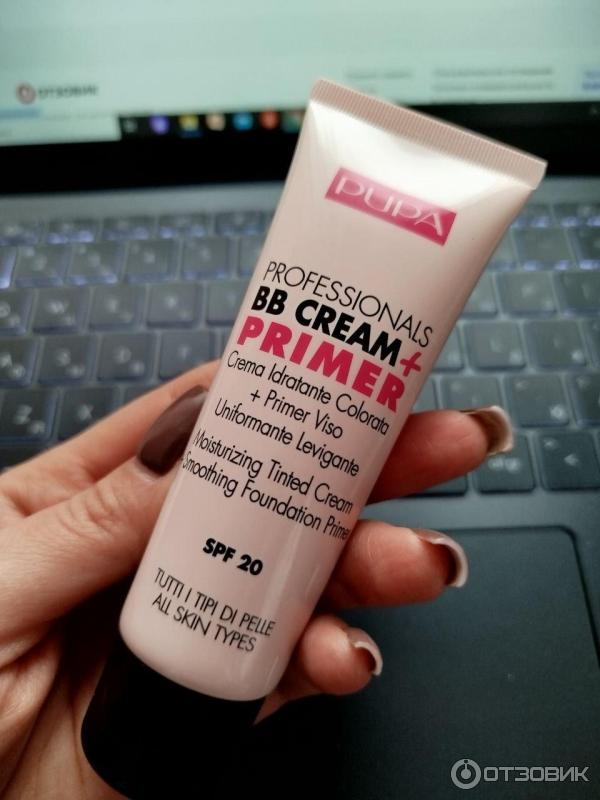 ОТЗОВИК
PUPA
PROFESSIONALS
BB CREAM+
PRIMER
Crema Idratante Colorata
+ Primer Viso
Uniformante Levigante
Moisturizing Tinted Cream
Smoothing Foundation Primer
SPF 20
TUTTI I TIPI DI PELLE
ALL SKIN TYPES
ОТЗОВИК